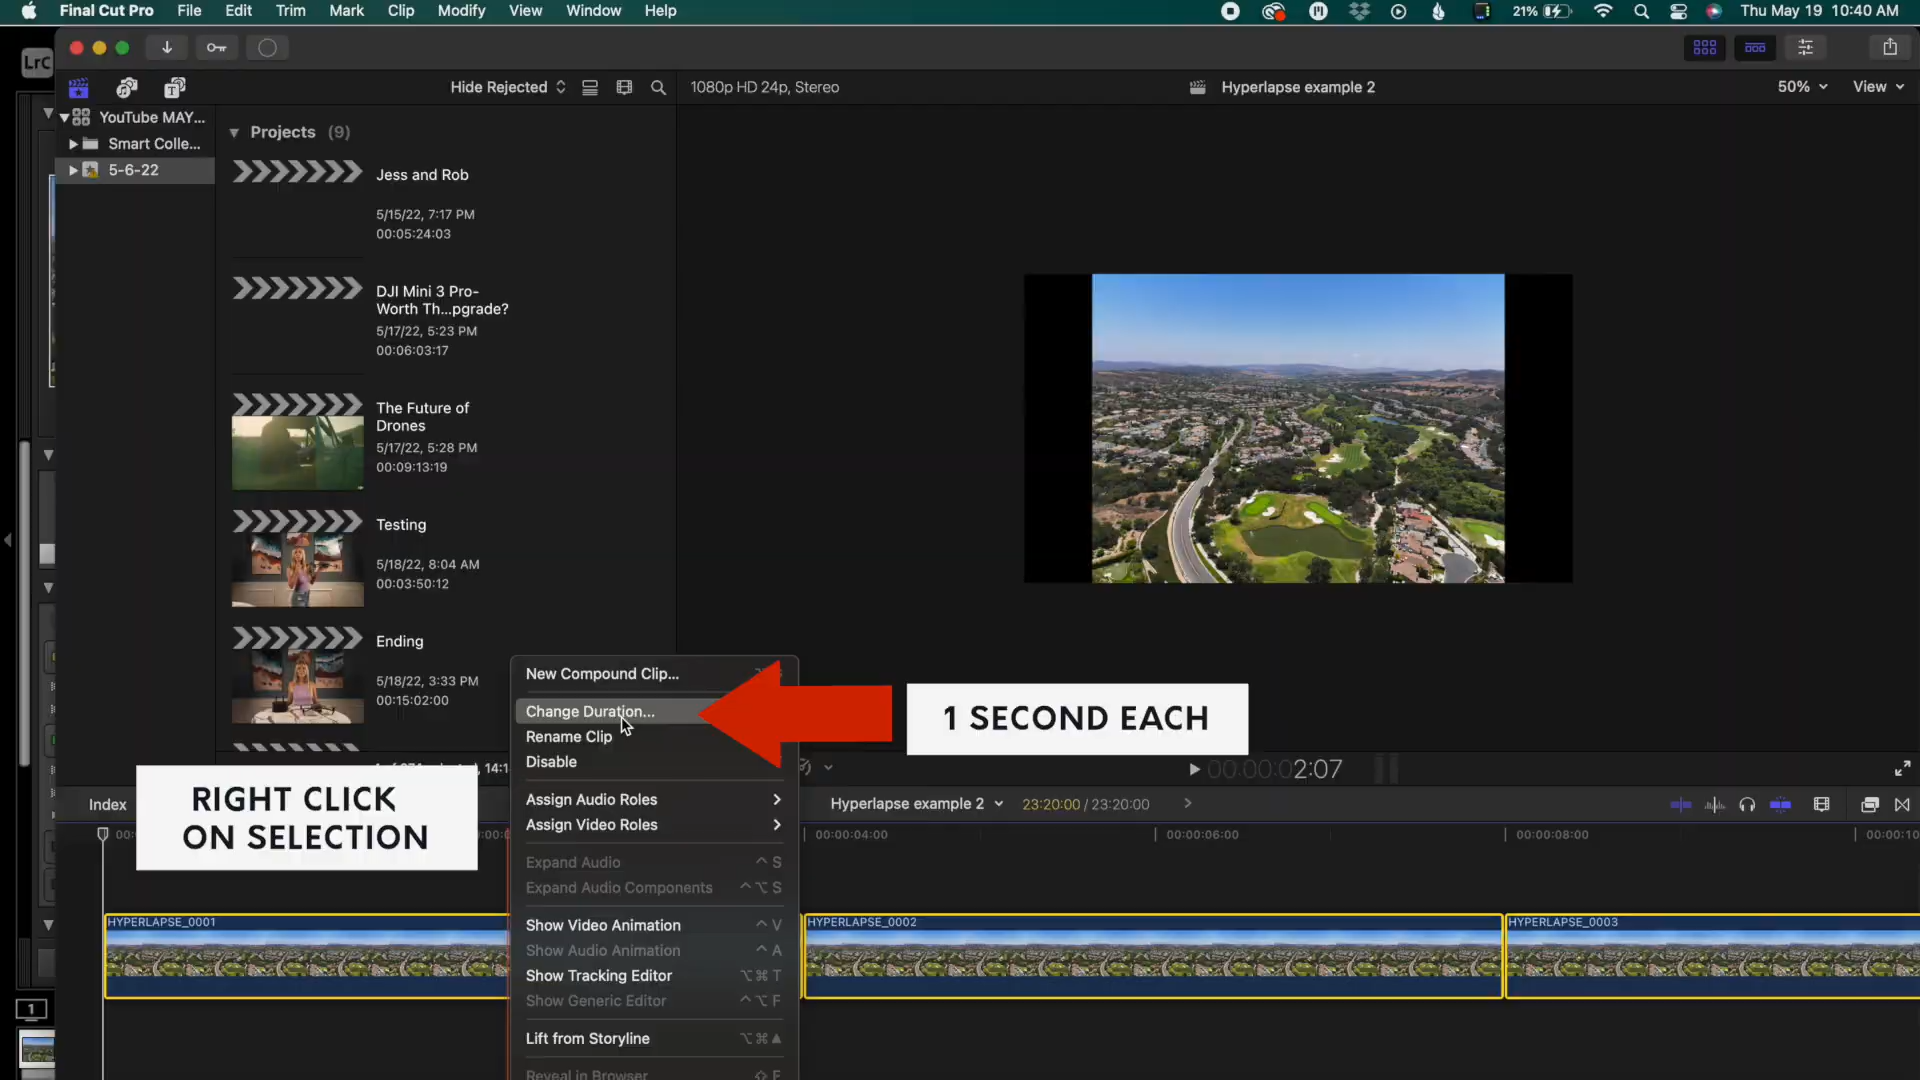 Final Cut Pro File Edit Trim Mark Clip Modify View Window Help 21% Thu May 19 10:40 AM
LrC
Hide Rejected 1080p HD 24p, Stereo Hyperlapse example 2 50% View
YouTube MAY...
Smart Colle...
5-6-22
Projects (9)
Jess and Rob
5/15/22, 7:17 PM
00:05:24:03
DJI Mini 3 Pro-
Worth Th...pgrade?
5/17/22, 5:23 PM
00:06:03:17
The Future of
Drones
5/17/22, 5:28 PM
00:09:13:19
Testing
5/18/22, 8:04 AM
00:03:50:12
Ending
5/18/22, 3:33 PM
00:15:02:00
New Compound Clip...
Change Duration...
Rename Clip
Disable
Assign Audio Roles
Assign Video Roles
Expand Audio ^ S
Expand Audio Components ^ ⌥ S
Show Video Animation ^ V
Show Audio Animation ^ A
Show Tracking Editor ⌥ ⌘ T
Show Generic Editor ^ ⌥ F
Lift from Storyline ⌥ ⌘ ▲
Reveal in Browser ⇧ F
1 SECOND EACH
RIGHT CLICK
ON SELECTION
00:00:02:07
Index
Hyperlapse example 2 23:20:00 / 23:20:00
00:00:04:00 00:00:06:00 00:00:08:00 00:00:10
HYPERLAPSE_0001 HYPERLAPSE_0002 HYPERLAPSE_0003
1